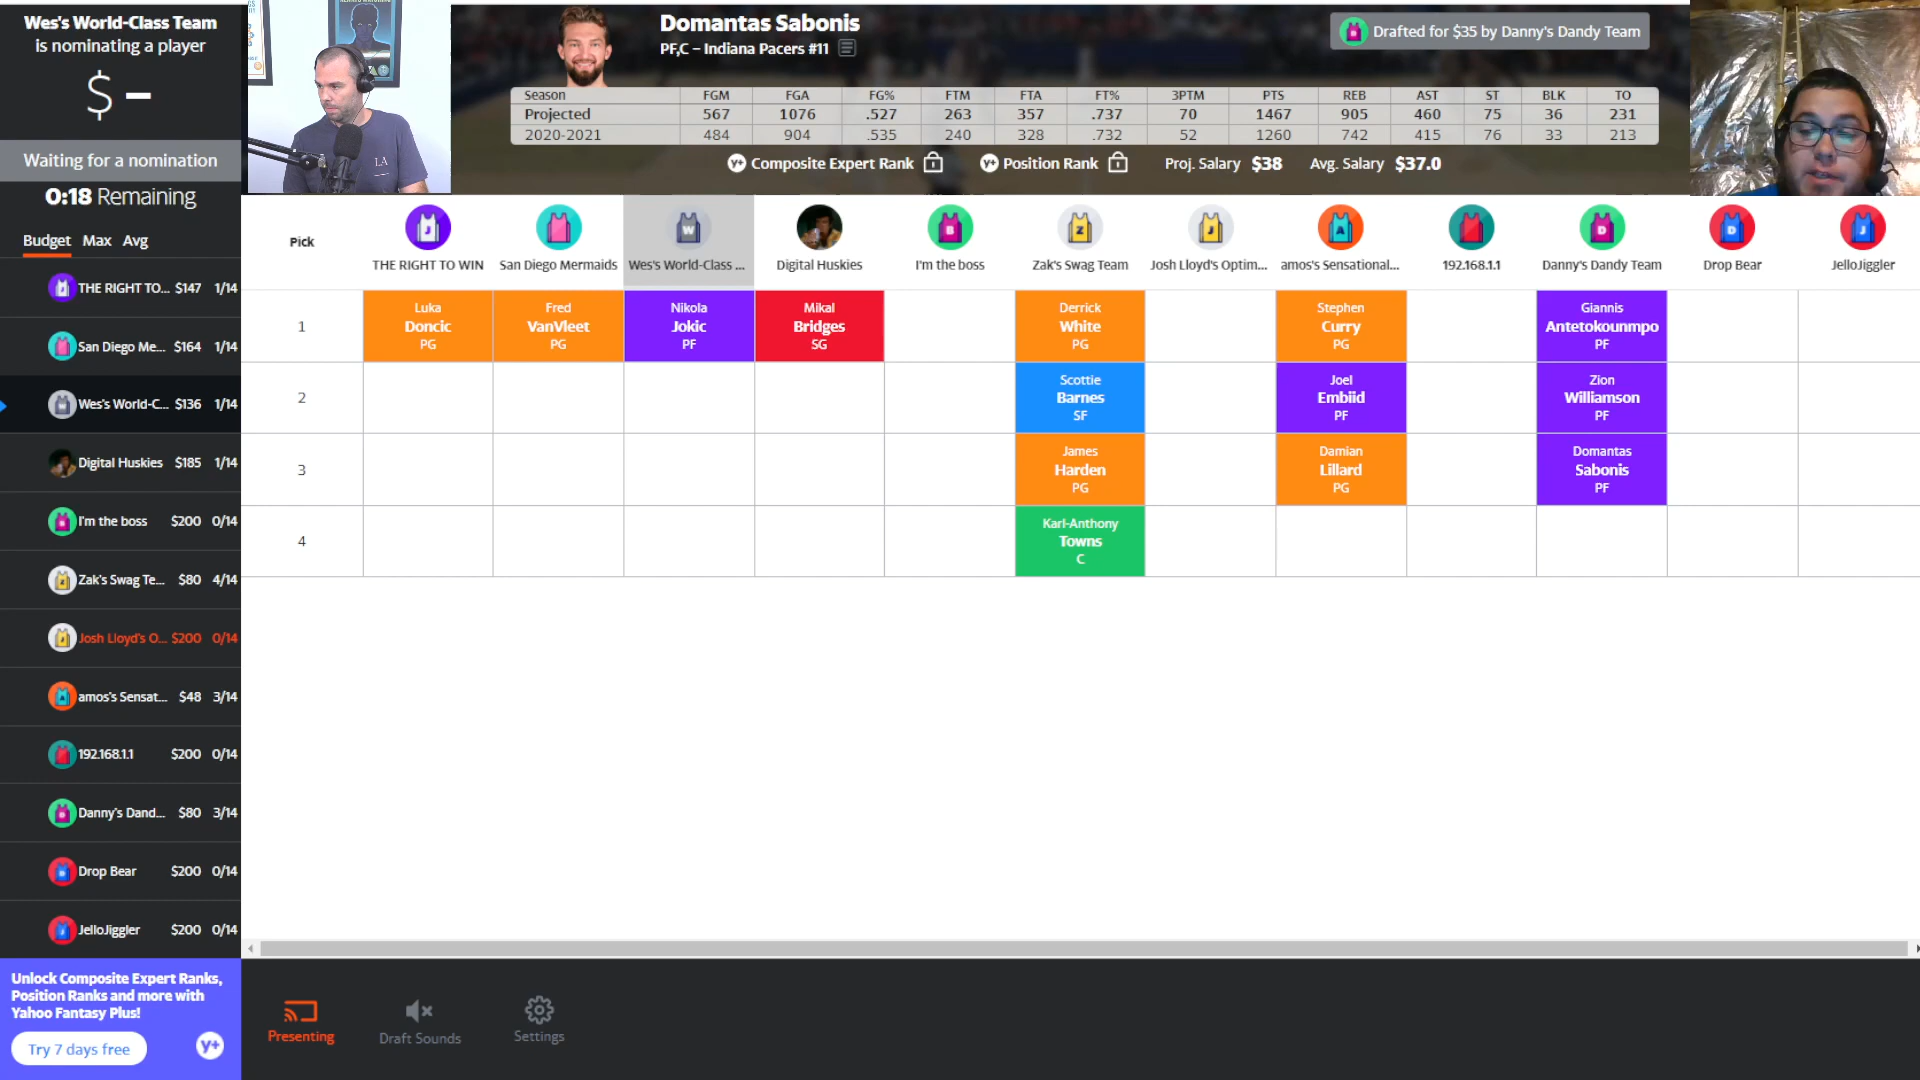 Wes's World-Class Team
is nominating a player
$ –
Waiting for a nomination
0:18 Remaining
Budget Max Avg
THE RIGHT TO... $147 1/14
San Diego Me... $164 1/14
Wes's World-C... $136 1/14
Digital Huskies $185 1/14
I'm the boss $200 0/14
Zak's Swag Te... $80 4/14
Josh Lloyd's O... $200 0/14
amos's Sensat... $48 3/14
192.168.1.1 $200 0/14
Danny's Dand... $80 3/14
Drop Bear $200 0/14
JelloJiggler $200 0/14
Unlock Composite Expert Ranks,
Position Ranks and more with
Yahoo Fantasy Plus!
Try 7 days free
y+
LA
Domantas Sabonis
PF,C – Indiana Pacers #11
Drafted for $35 by Danny's Dandy Team
Season FGM FGA FG% FTM FTA FT% 3PTM PTS REB AST ST BLK TO
Projected 567 1076 .527 263 357 .737 70 1467 905 460 75 36 231
2020-2021 484 904 .535 240 328 .732 52 1260 742 415 76 33 213
y+ Composite Expert Rank y+ Position Rank Proj. Salary $38 Avg. Salary $37.0
Pick
J
W
B
Z
J
A
D
D
J
THE RIGHT TO WIN San Diego Mermaids Wes's World-Class ... Digital Huskies I'm the boss Zak's Swag Team Josh Lloyd's Optim... amos's Sensational... 192.168.1.1 Danny's Dandy Team Drop Bear JelloJiggler
1
Luka
Doncic
PG
Fred
VanVleet
PG
Nikola
Jokic
PF
Mikal
Bridges
SG
Derrick
White
PG
Stephen
Curry
PG
Giannis
Antetokounmpo
PF
2
Scottie
Barnes
SF
Joel
Embiid
PF
Zion
Williamson
PF
3
James
Harden
PG
Damian
Lillard
PG
Domantas
Sabonis
PF
4
Karl-Anthony
Towns
C
Presenting
Draft Sounds
Settings